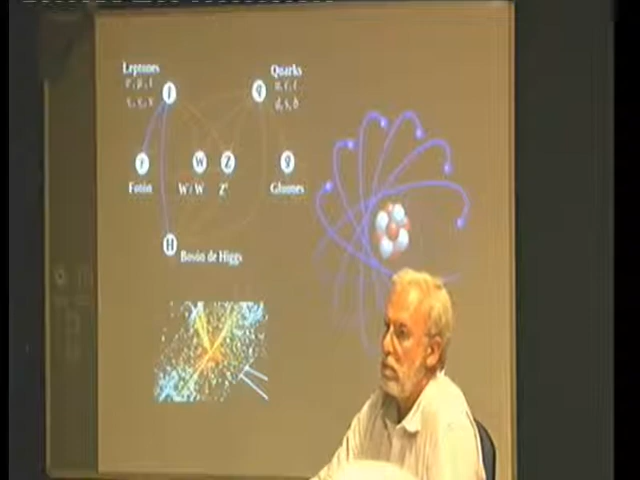 Leptones
e, μ, τ
Quarks
u, c, t
d, s, b
l
q
γ
W
Z
g
Fotón
W⁺/W⁻
Z⁰
Gluones
H
Bosón de Higgs